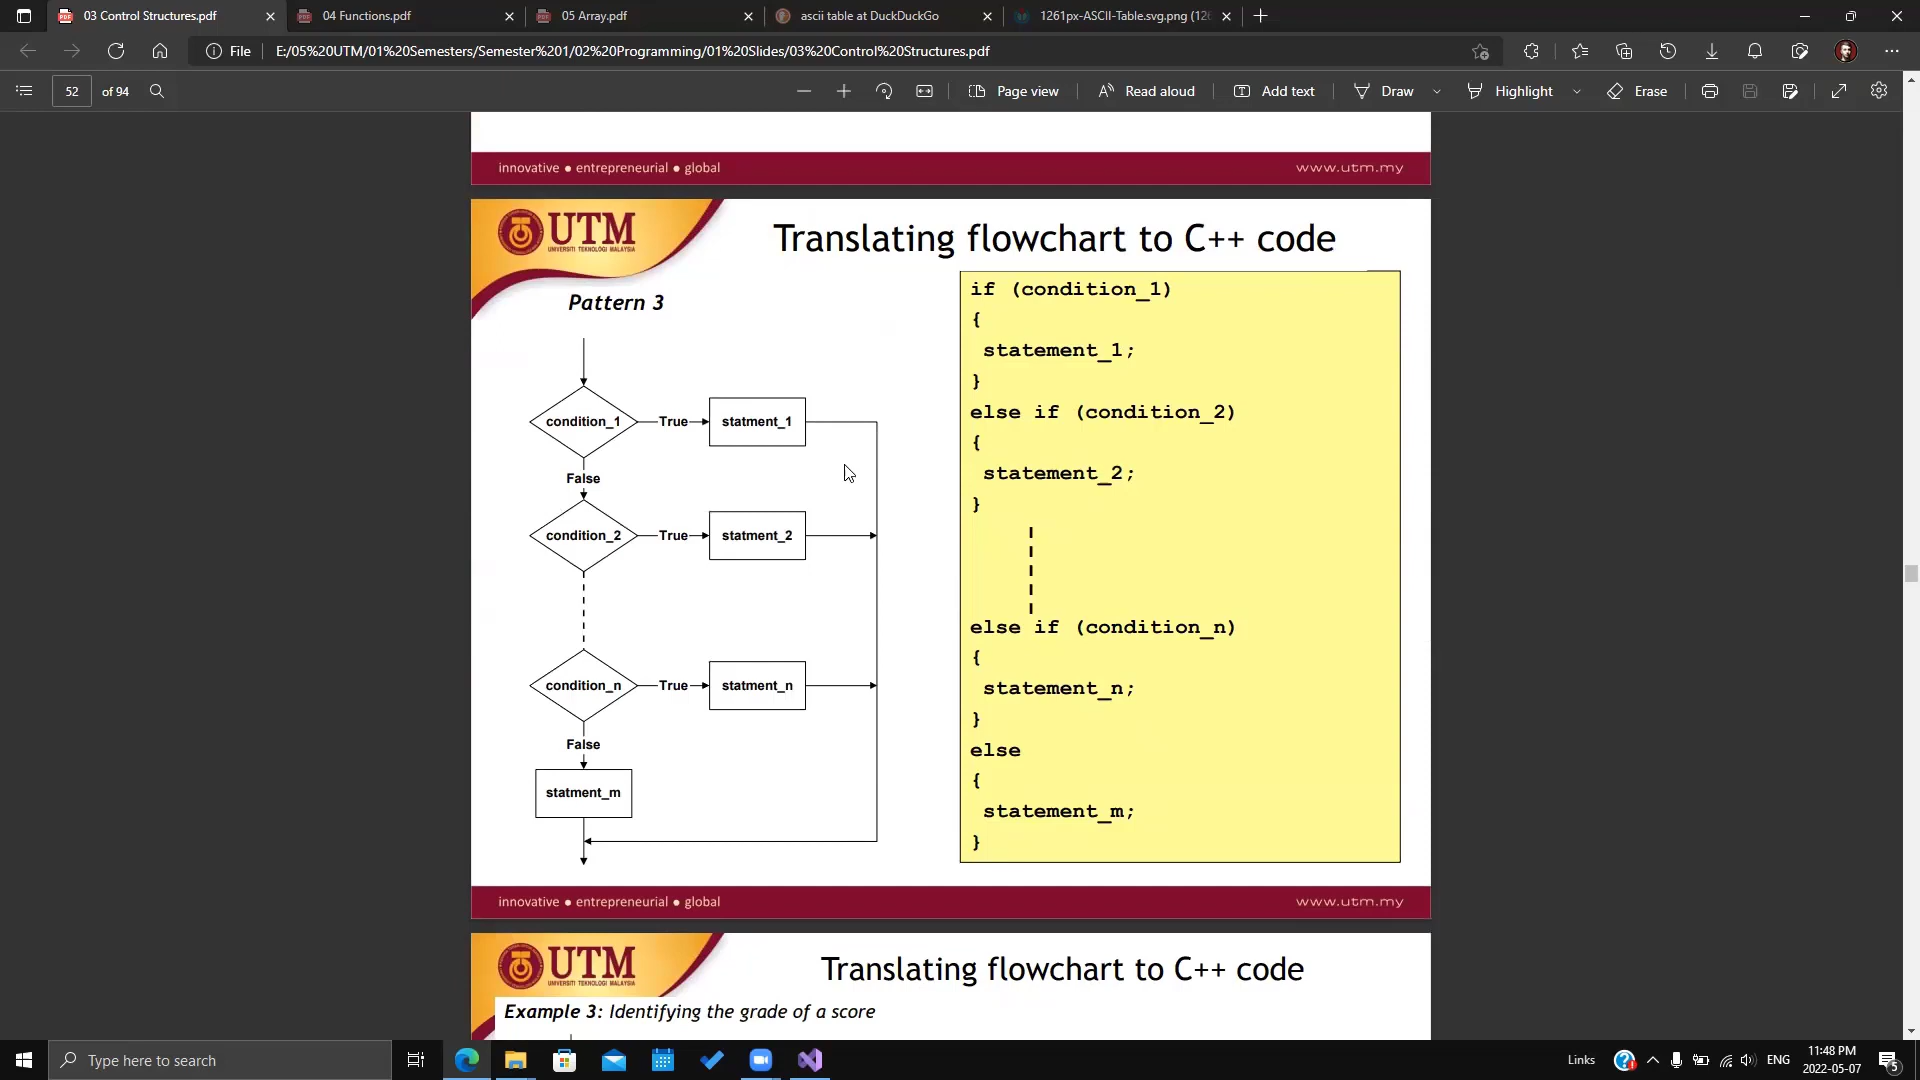 03 Control Structures.pdf
04 Functions.pdf
05 Array.pdf
ascii table at DuckDuckGo
1261px-ASCII-Table.svg.png (126
File
E:/05%20UTM/01%20Semesters/Semester%201/02%20Programming/01%20Slides/03%20Control%20Structures.pdf
52
of 94
Page view
Read aloud
Add text
Draw
Highlight
Erase
innovative ● entrepreneurial ● global
www.utm.my
UTM
UNIVERSITI TEKNOLOGI MALAYSIA
Translating flowchart to C++ code
Pattern 3
condition_1
True
statment_1
False
condition_2
True
statment_2
condition_n
True
statment_n
False
statment_m
if (condition_1)
{
statement_1;
}
else if (condition_2)
{
statement_2;
}
else if (condition_n)
{
statement_n;
}
else
{
statement_m;
}
innovative ● entrepreneurial ● global
www.utm.my
UTM
UNIVERSITI TEKNOLOGI MALAYSIA
Translating flowchart to C++ code
Example 3: Identifying the grade of a score
Type here to search
Links
ENG
11:48 PM
2022-05-07
5